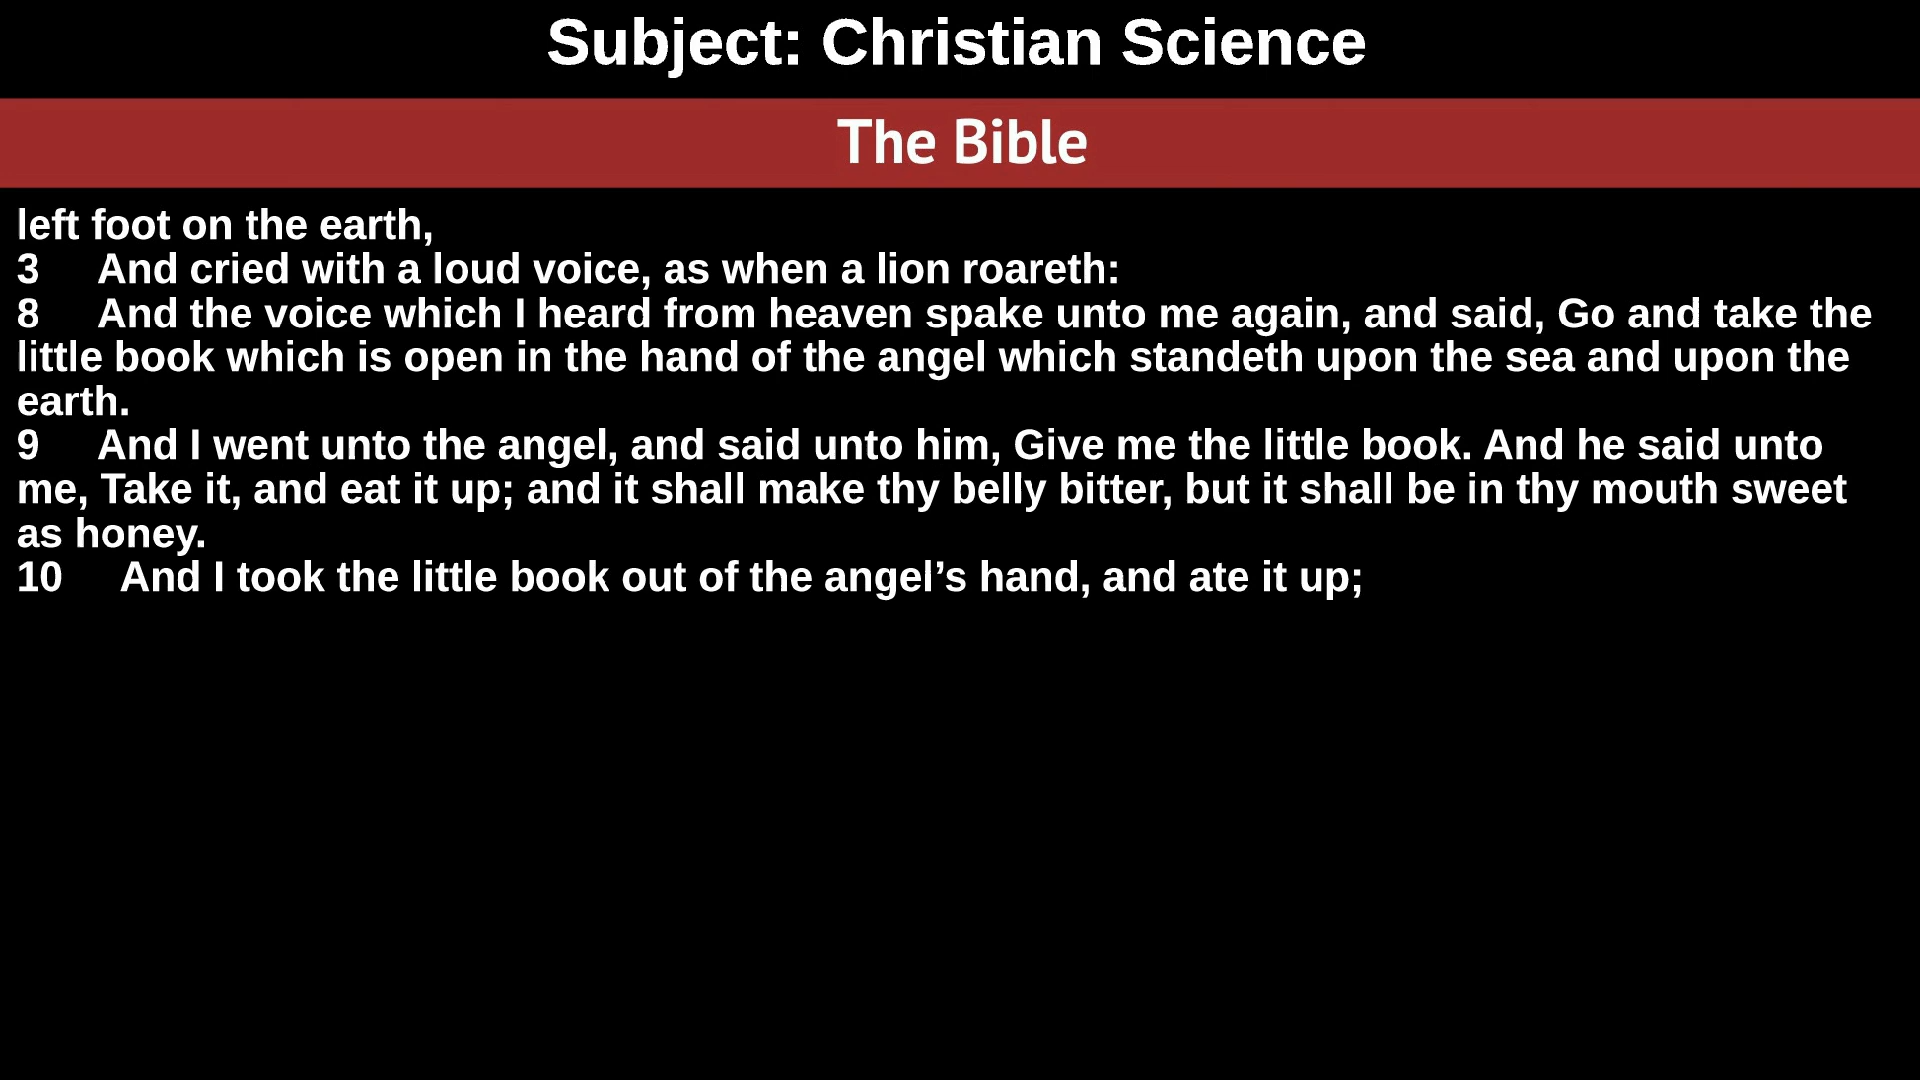 Subject: Christian Science
The Bible
left foot on the earth,
3 And cried with a loud voice, as when a lion roareth:
8 And the voice which I heard from heaven spake unto me again, and said, Go and take the
little book which is open in the hand of the angel which standeth upon the sea and upon the
earth.
9 And I went unto the angel, and said unto him, Give me the little book. And he said unto
me, Take it, and eat it up; and it shall make thy belly bitter, but it shall be in thy mouth sweet
as honey.
10 And I took the little book out of the angel’s hand, and ate it up;